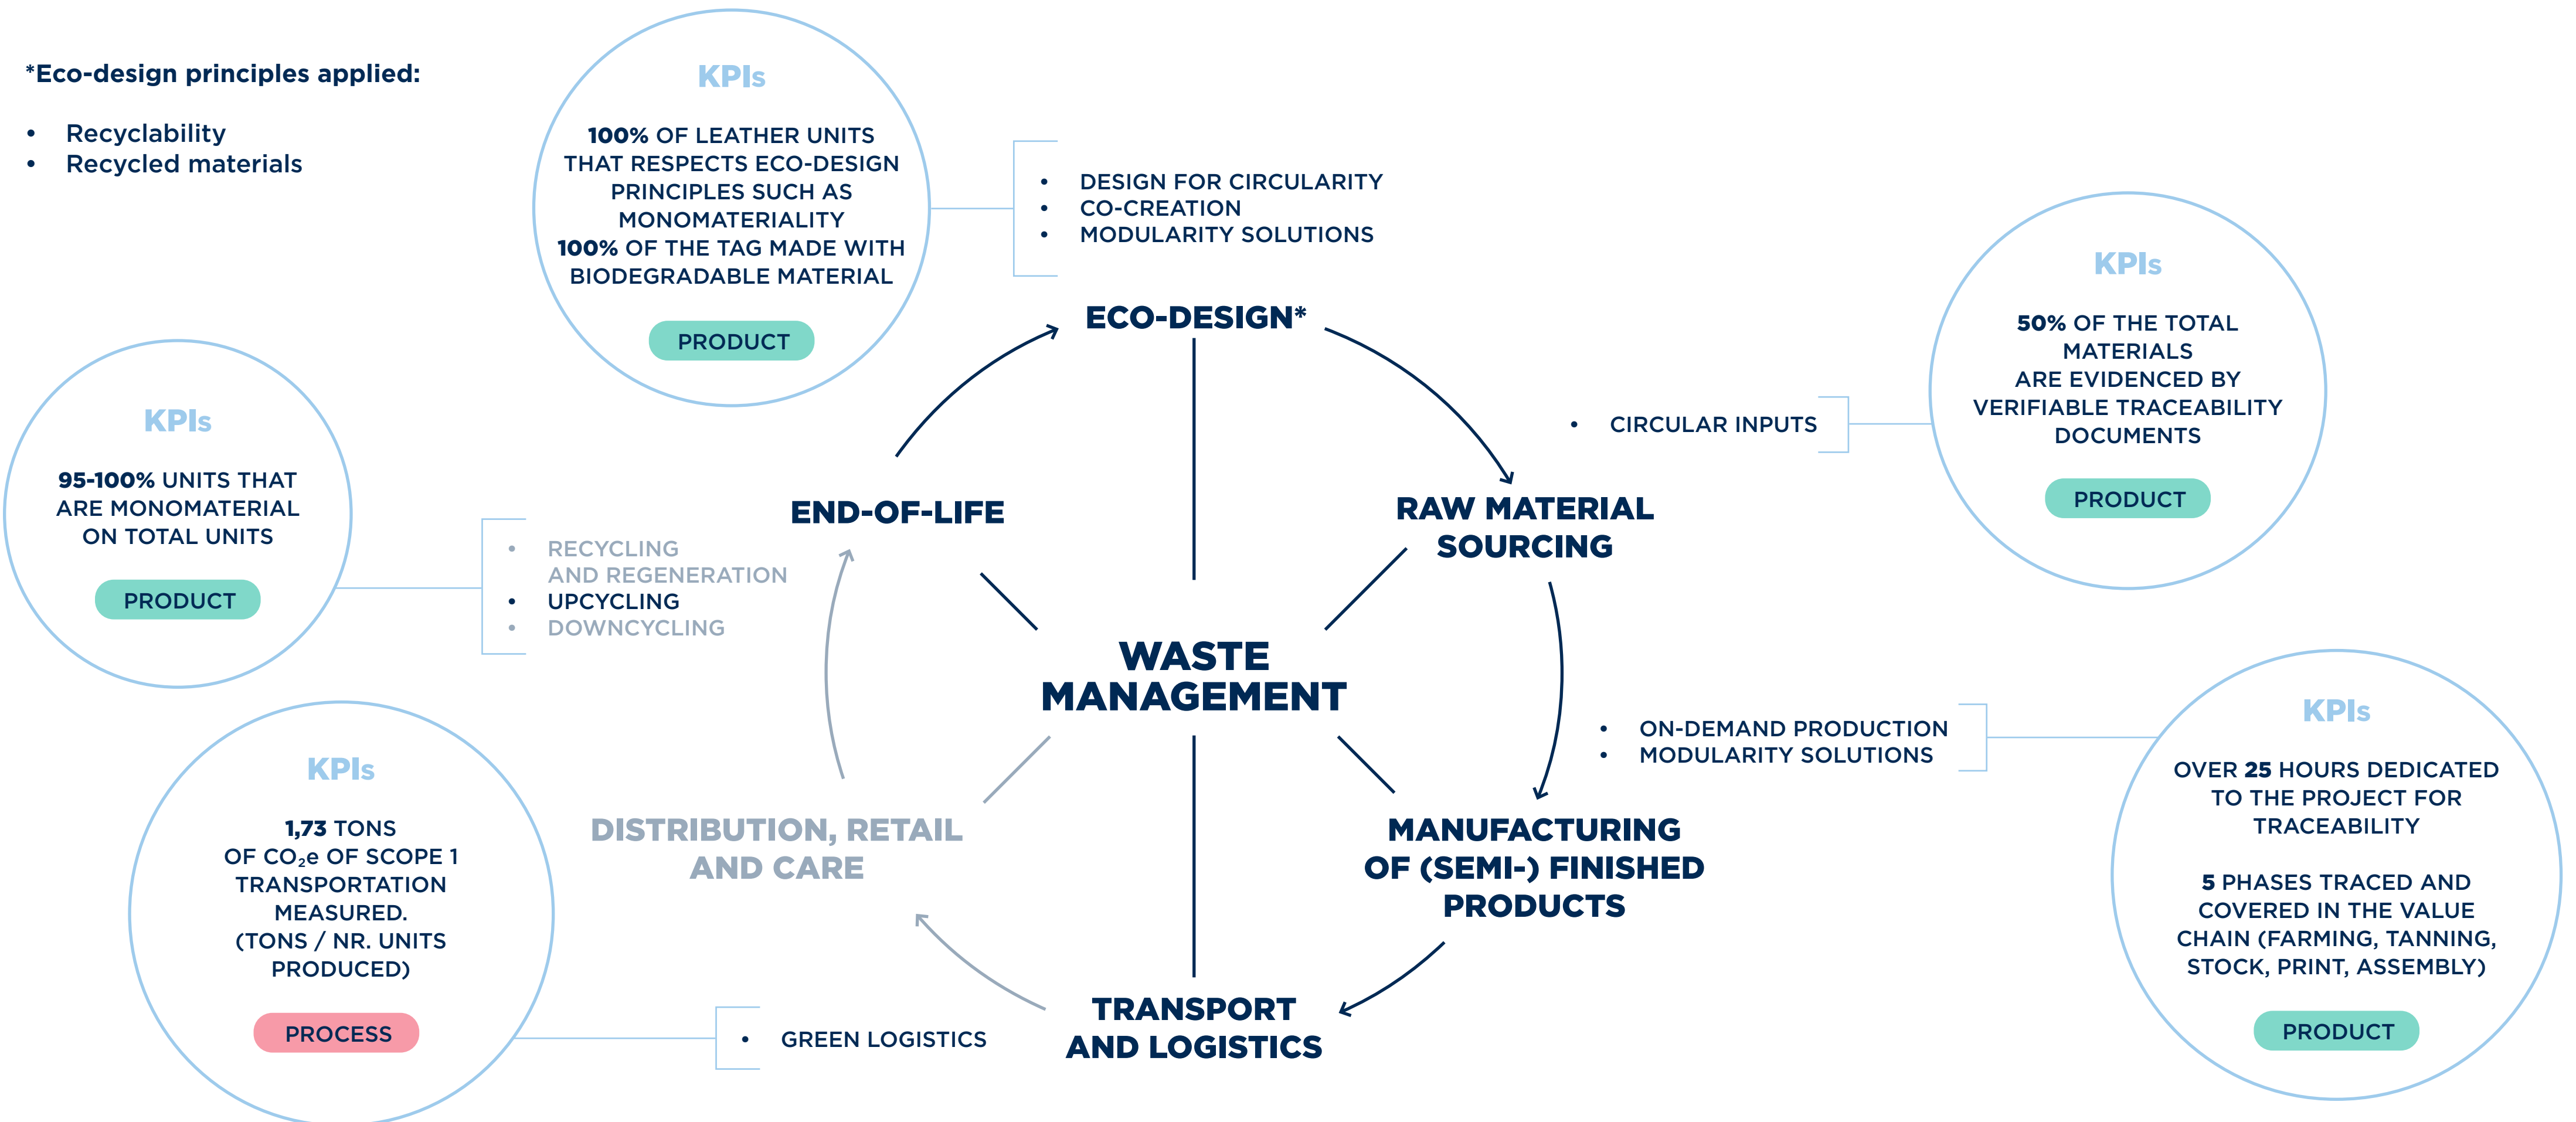 *Eco-design principles applied:
• Recyclability
• Recycled materials
KPIs
100% OF LEATHER UNITS
THAT RESPECTS ECO-DESIGN
PRINCIPLES SUCH AS
MONOMATERIALITY
100% OF THE TAG MADE WITH
BIODEGRADABLE MATERIAL
PRODUCT
• DESIGN FOR CIRCULARITY
• CO-CREATION
• MODULARITY SOLUTIONS
ECO-DESIGN*
KPIs
50% OF THE TOTAL
MATERIALS
ARE EVIDENCED BY
VERIFIABLE TRACEABILITY
DOCUMENTS
PRODUCT
• CIRCULAR INPUTS
RAW MATERIAL
SOURCING
KPIs
95-100% UNITS THAT
ARE MONOMATERIAL
ON TOTAL UNITS
PRODUCT
• RECYCLING
AND REGENERATION
• UPCYCLING
• DOWNCYCLING
END-OF-LIFE
WASTE
MANAGEMENT
• ON-DEMAND PRODUCTION
• MODULARITY SOLUTIONS
KPIs
OVER 25 HOURS DEDICATED
TO THE PROJECT FOR
TRACEABILITY
5 PHASES TRACED AND
COVERED IN THE VALUE
CHAIN (FARMING, TANNING,
STOCK, PRINT, ASSEMBLY)
PRODUCT
MANUFACTURING
OF (SEMI-) FINISHED
PRODUCTS
DISTRIBUTION, RETAIL
AND CARE
KPIs
1,73 TONS
OF CO₂e OF SCOPE 1
TRANSPORTATION
MEASURED.
(TONS / NR. UNITS
PRODUCED)
PROCESS
• GREEN LOGISTICS
TRANSPORT
AND LOGISTICS